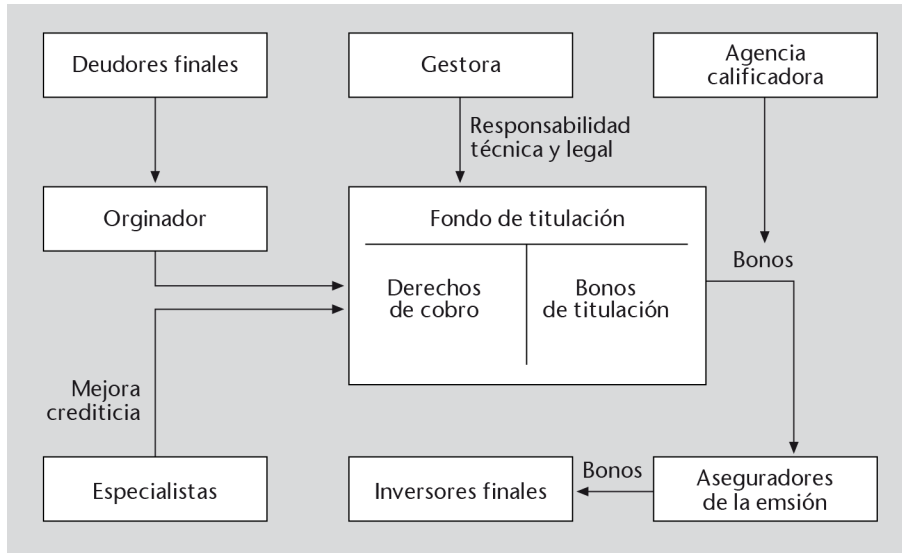 Deudores finales
Gestora
Agencia
calificadora
Responsabilidad
técnica y legal
Orginador
Fondo de titulación
Derechos
de cobro
Bonos
de titulación
Bonos
Mejora
crediticia
Especialistas
Inversores finales
Bonos
Aseguradores
de la emsión